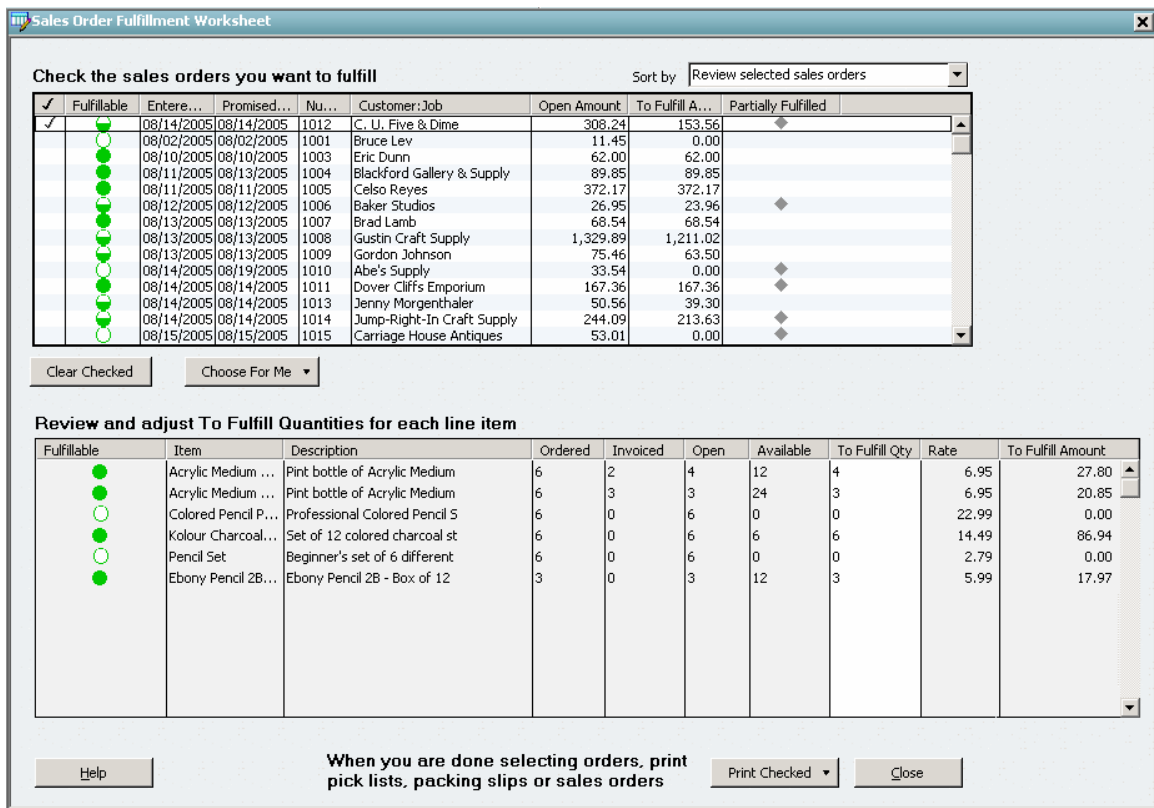 Sales Order Fulfillment Worksheet
Check the sales orders you want to fulfill
Sort by Review selected sales orders
✓ Fulfillable Entere... Promised... Nu... Customer:Job Open Amount To Fulfill A... Partially Fulfilled
✓ 08/14/2005 08/14/2005 1012 C. U. Five & Dime 308.24 153.56
08/02/2005 08/02/2005 1001 Bruce Lev 11.45 0.00
08/10/2005 08/10/2005 1003 Eric Dunn 62.00 62.00
08/11/2005 08/13/2005 1004 Blackford Gallery & Supply 89.85 89.85
08/11/2005 08/11/2005 1005 Celso Reyes 372.17 372.17
08/12/2005 08/12/2005 1006 Baker Studios 26.95 23.96
08/13/2005 08/13/2005 1007 Brad Lamb 68.54 68.54
08/13/2005 08/13/2005 1008 Gustin Craft Supply 1,329.89 1,211.02
08/13/2005 08/13/2005 1009 Gordon Johnson 75.46 63.50
08/14/2005 08/19/2005 1010 Abe's Supply 33.54 0.00
08/14/2005 08/14/2005 1011 Dover Cliffs Emporium 167.36 167.36
08/14/2005 08/14/2005 1013 Jenny Morgenthaler 50.56 39.30
08/14/2005 08/14/2005 1014 Jump-Right-In Craft Supply 244.09 213.63
08/15/2005 08/15/2005 1015 Carriage House Antiques 53.01 0.00
Clear Checked Choose For Me
Review and adjust To Fulfill Quantities for each line item
Fulfillable Item Description Ordered Invoiced Open Available To Fulfill Qty Rate To Fulfill Amount
Acrylic Medium ... Pint bottle of Acrylic Medium 6 2 4 12 4 6.95 27.80
Acrylic Medium ... Pint bottle of Acrylic Medium 6 3 3 24 3 6.95 20.85
Colored Pencil P... Professional Colored Pencil S 6 0 6 0 0 22.99 0.00
Kolour Charcoal... Set of 12 colored charcoal st 6 0 6 6 6 14.49 86.94
Pencil Set Beginner's set of 6 different 6 0 6 0 0 2.79 0.00
Ebony Pencil 2B... Ebony Pencil 2B - Box of 12 3 0 3 12 3 5.99 17.97
Help
When you are done selecting orders, print
pick lists, packing slips or sales orders
Print Checked Close